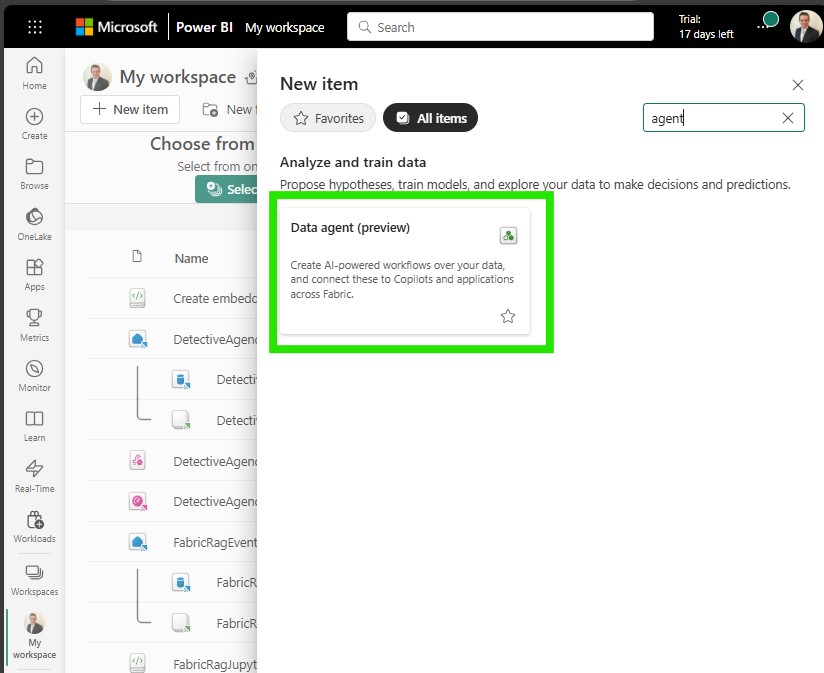 Microsoft
Power BI My workspace
Search
Trial:
17 days left
Home
Create
Browse
OneLake
Apps
Metrics
Monitor
Learn
Real-Time
Workloads
Workspaces
My
workspace
My workspace
New item
New f
Choose from
Select from on
Selec
Name
Create embedd
DetectiveAgenc
Detecti
Detecti
DetectiveAgenc
DetectiveAgenc
FabricRagEvent
FabricR
FabricR
FabricRagJupyt
New item
Favorites
All items
agent
Analyze and train data
Propose hypotheses, train models, and explore your data to make decisions and predictions.
Data agent (preview)
Create AI-powered workflows over your data,
and connect these to Copilots and applications
across Fabric.